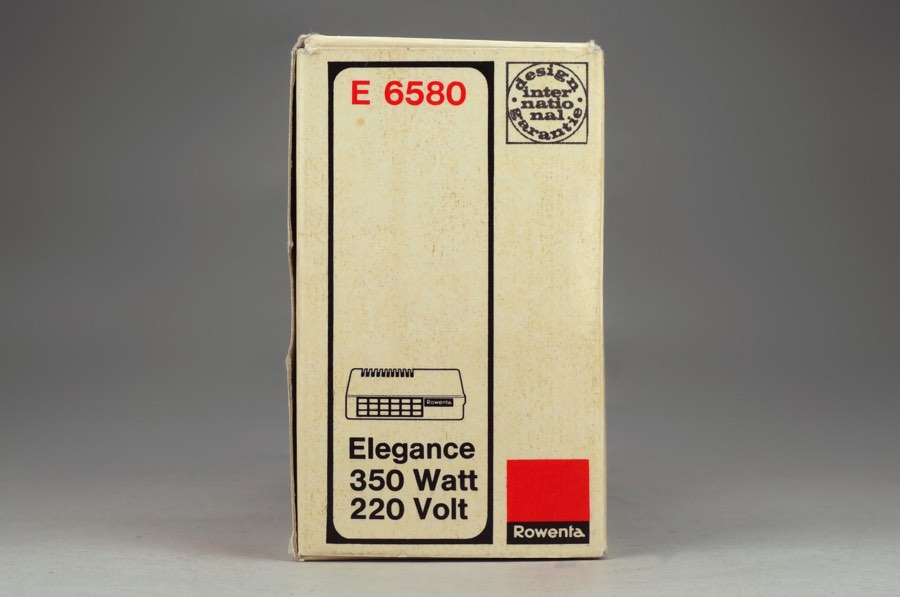 E 6580
design
inter
natio
nal
garantie
Rowenta
Elegance
350 Watt
220 Volt
Rowenta